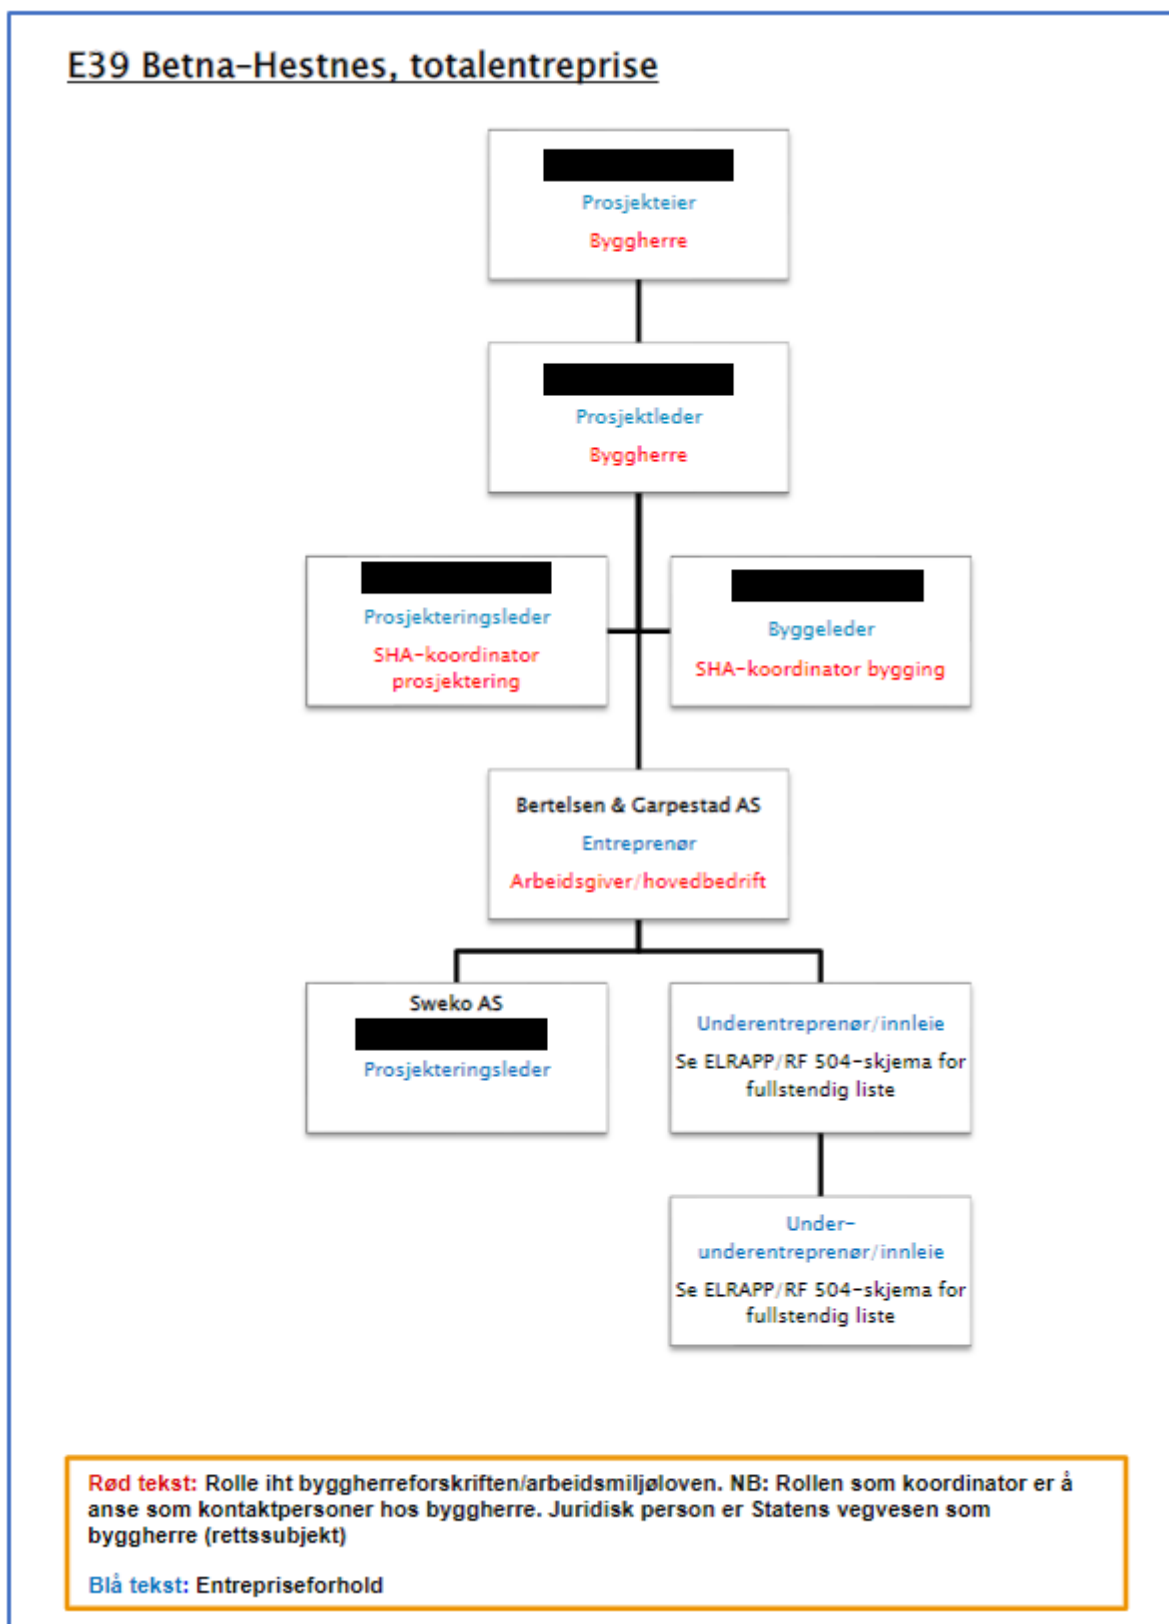 E39 Betna-Hestnes, totalentreprise
Prosjekteier
Byggherre
Prosjektleder
Byggherre
Prosjekteringsleder
SHA-koordinator
prosjektering
Byggeleder
SHA-koordinator bygging
Bertelsen & Garpestad AS
Entreprenør
Arbeidsgiver/hovedbedrift
Sweko AS
Prosjekteringsleder
Underentreprenør/innleie
Se ELRAPP/RF 504-skjema for
fullstendig liste
Under-
underentreprenør/innleie
Se ELRAPP/RF 504-skjema for
fullstendig liste
Rød tekst: Rolle iht byggherreforskriften/arbeidsmiljøloven. NB: Rollen som koordinator er å
anse som kontaktpersoner hos byggherre. Juridisk person er Statens vegvesen som
byggherre (rettssubjekt)
Blå tekst: Entrepriseforhold